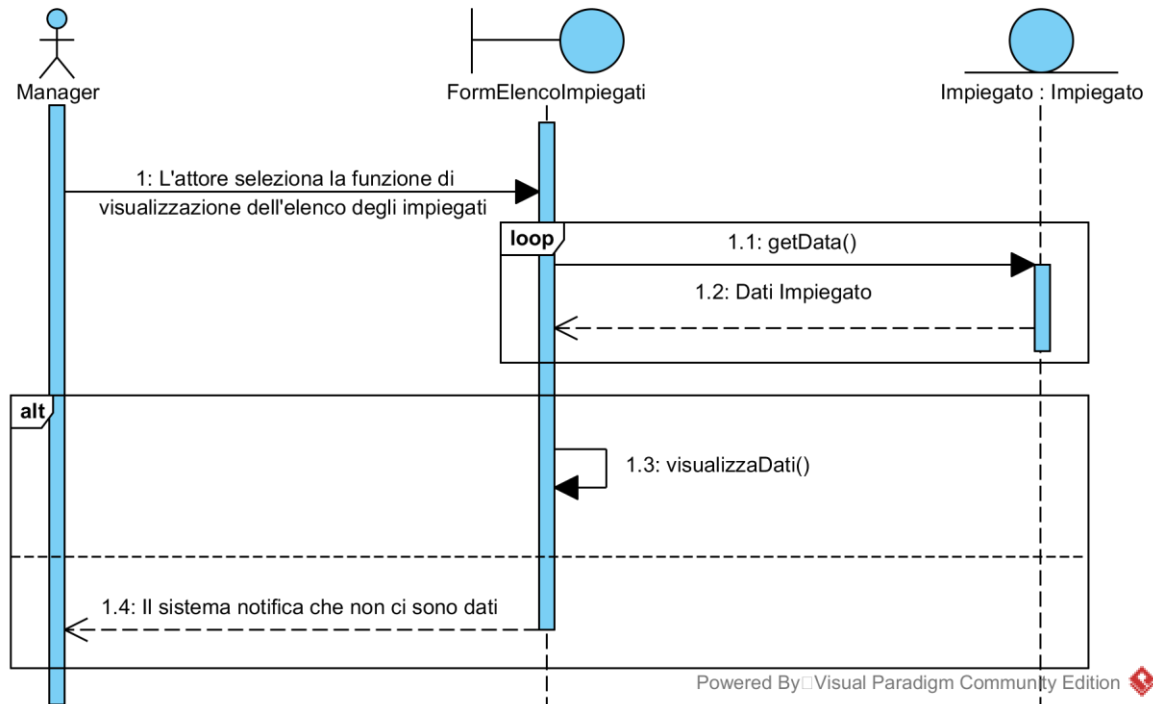 Manager
FormElencoImpiegati
Impiegato : Impiegato
1: L'attore seleziona la funzione di
visualizzazione dell'elenco degli impiegati
loop
1.1: getData()
1.2: Dati Impiegato
alt
1.3: visualizzaDati()
1.4: Il sistema notifica che non ci sono dati
Powered By□Visual Paradigm Community Edition